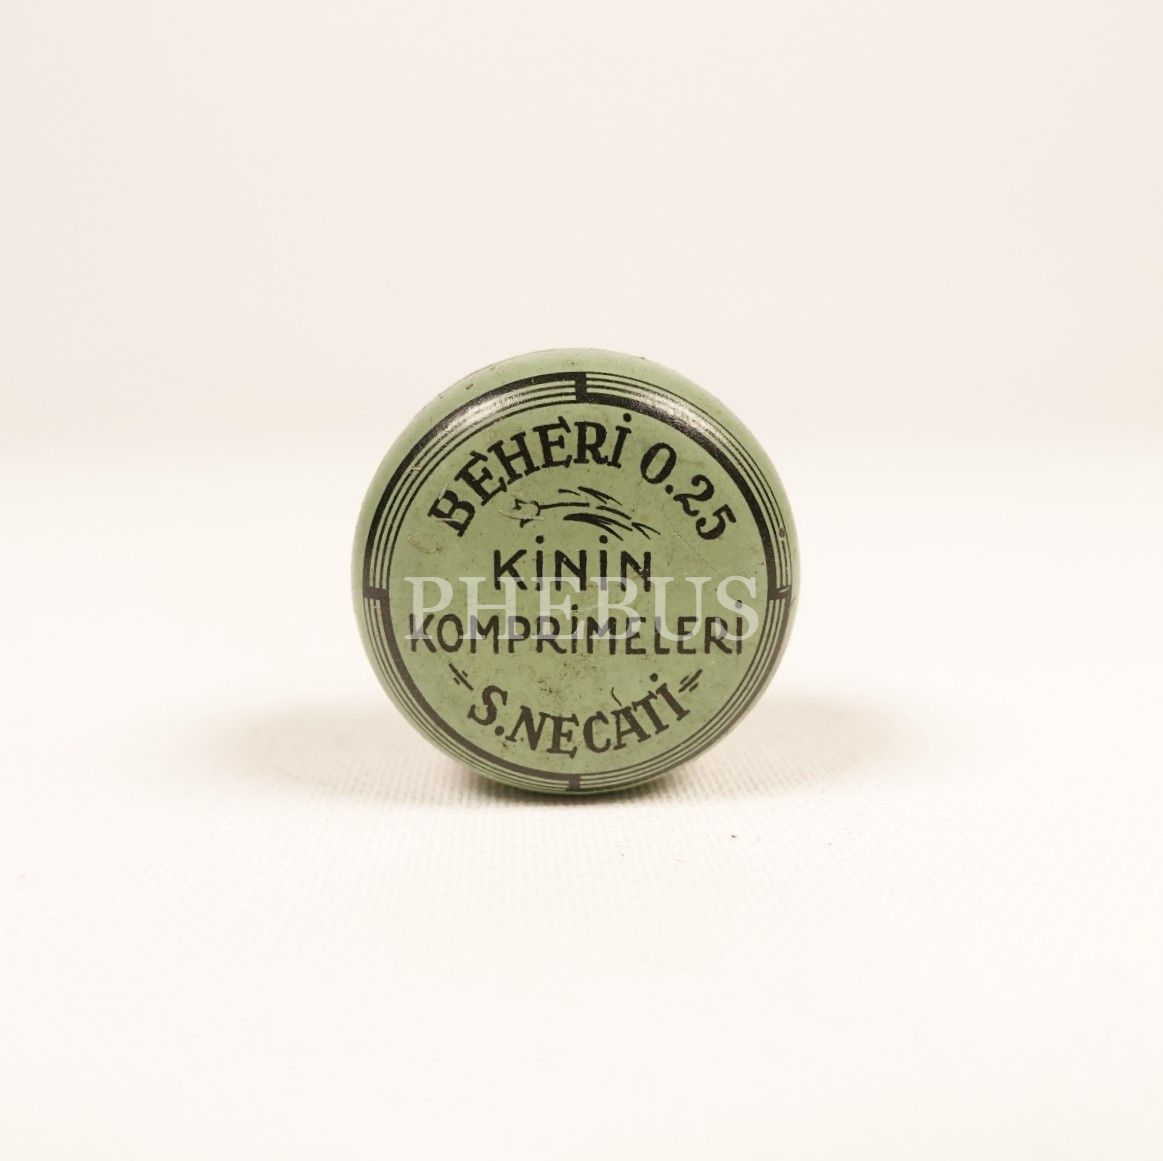 BEHERİ 0.25
KİNİN
PHEBUS
KOMPRİMELERİ
S.NECATİ